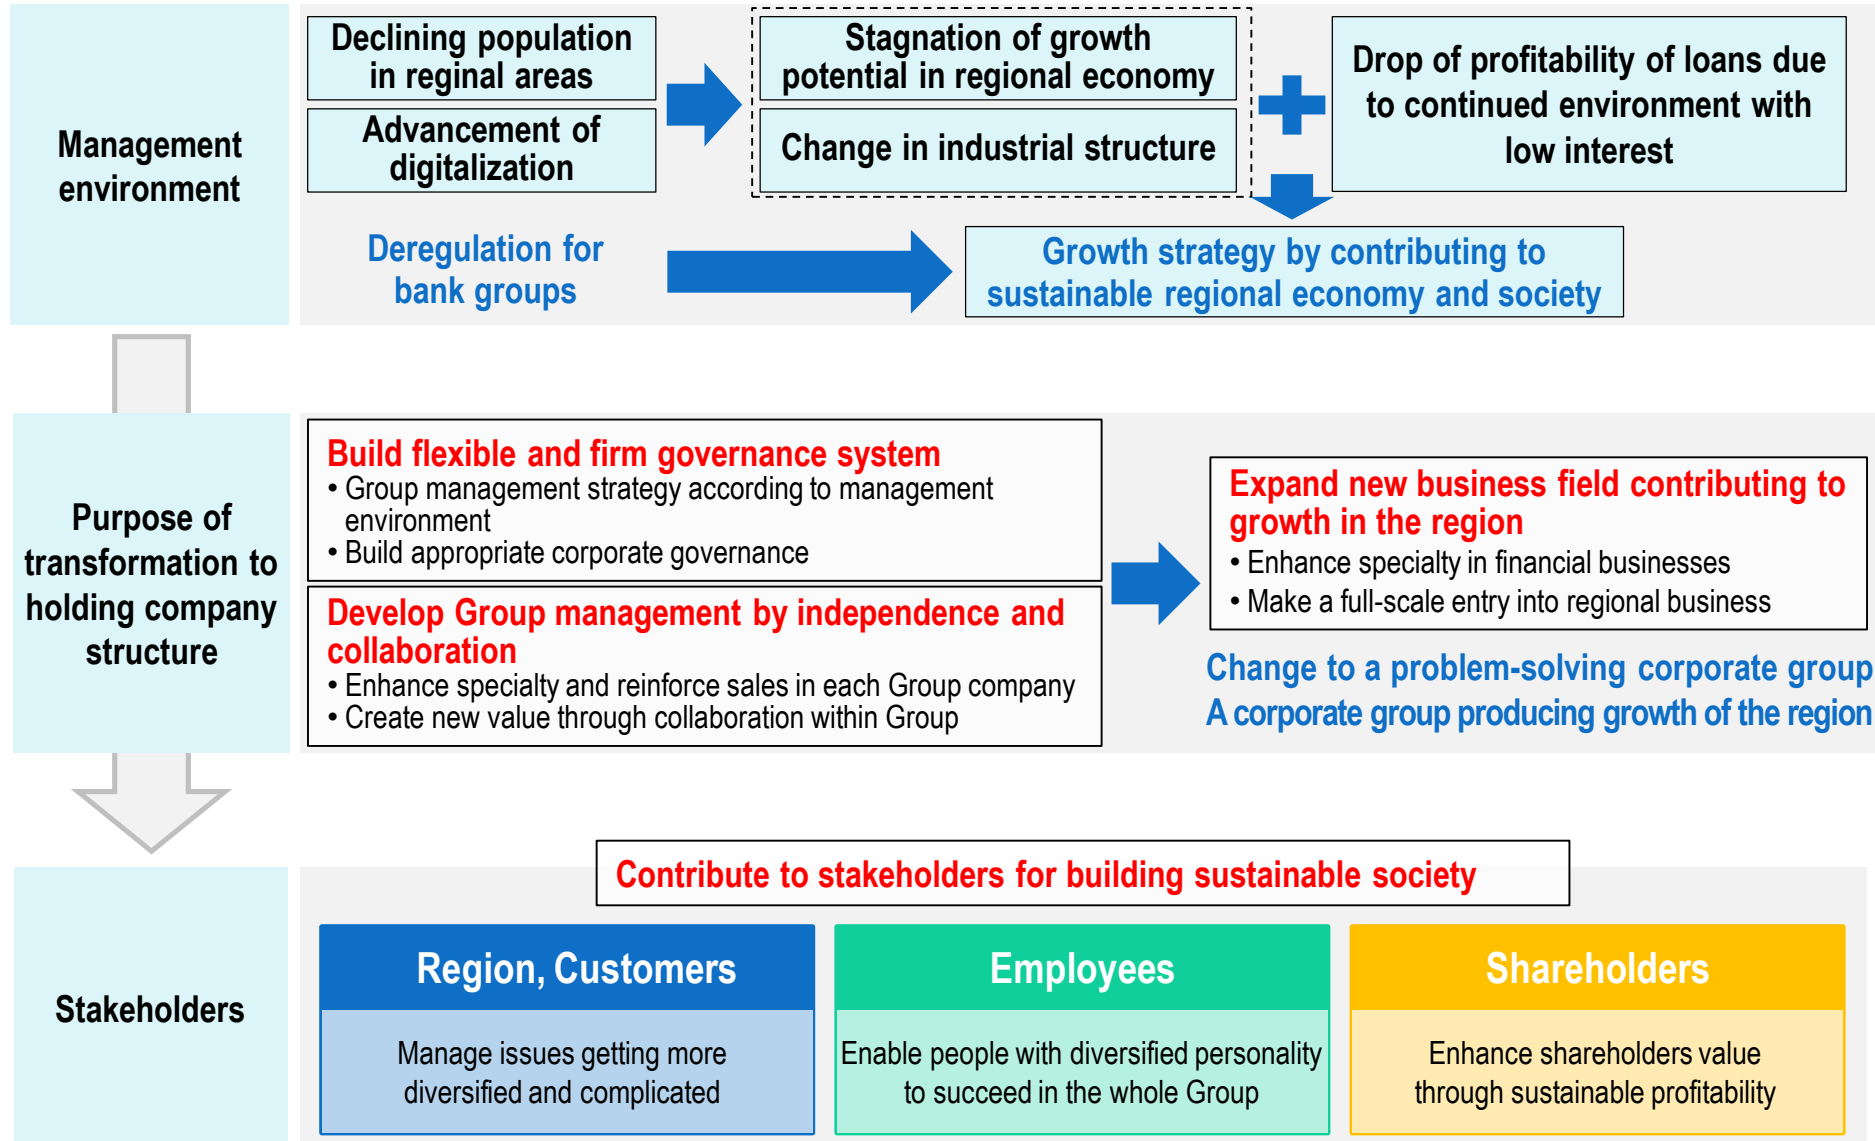 Management
environment
Declining population
in reginal areas
Advancement of
digitalization
Stagnation of growth
potential in regional economy
Change in industrial structure
Drop of profitability of loans due
to continued environment with
low interest
Deregulation for
bank groups
Growth strategy by contributing to
sustainable regional economy and society
Purpose of
transformation to
holding company
structure
Build flexible and firm governance system
• Group management strategy according to management
environment
• Build appropriate corporate governance
Develop Group management by independence and
collaboration
• Enhance specialty and reinforce sales in each Group company
• Create new value through collaboration within Group
Expand new business field contributing to
growth in the region
• Enhance specialty in financial businesses
• Make a full-scale entry into regional business
Change to a problem-solving corporate group
A corporate group producing growth of the region
Stakeholders
Contribute to stakeholders for building sustainable society
Region, Customers
Manage issues getting more
diversified and complicated
Employees
Enable people with diversified personality
to succeed in the whole Group
Shareholders
Enhance shareholders value
through sustainable profitability